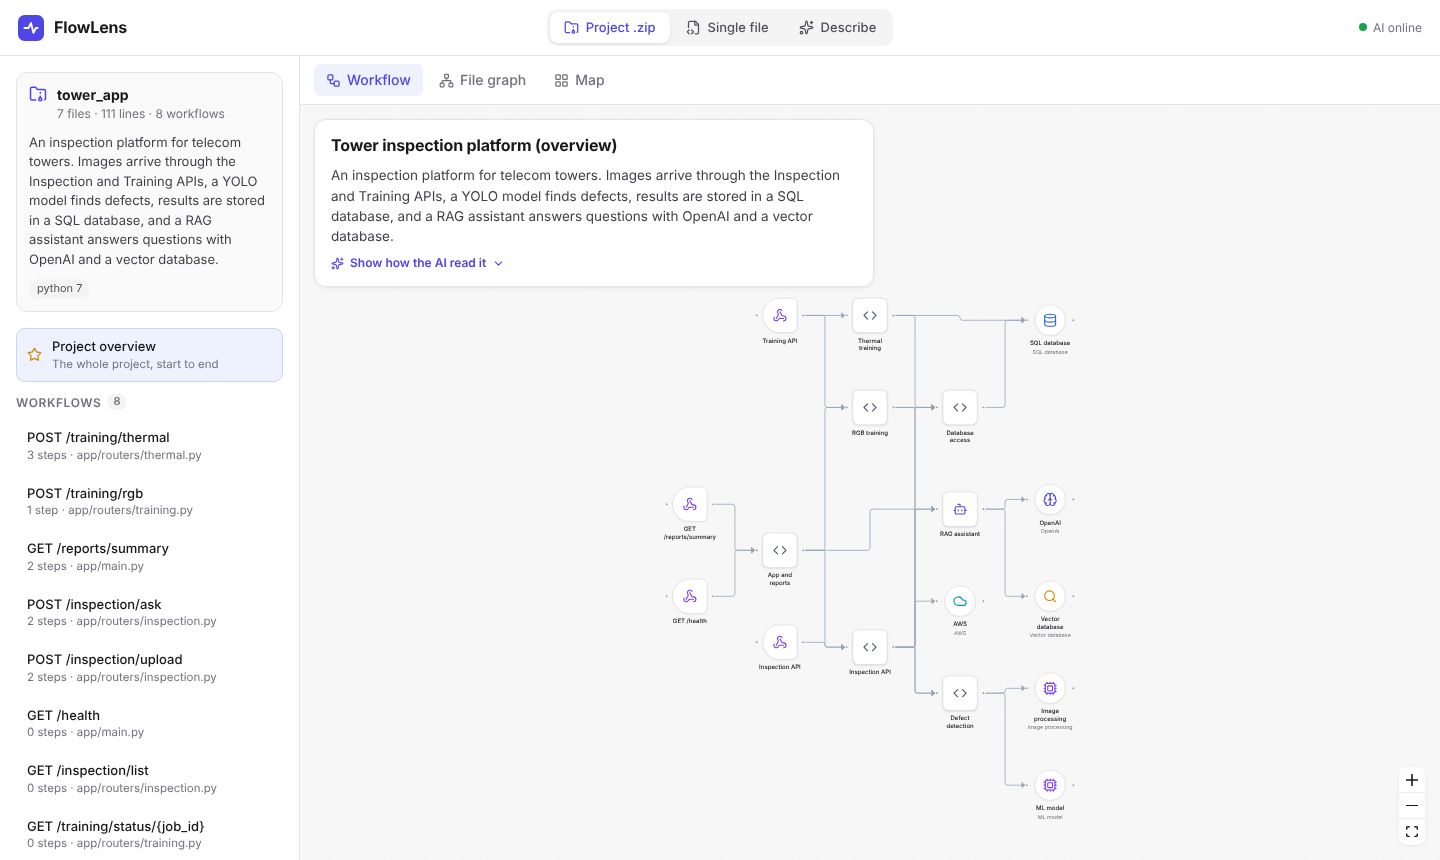 FlowLens
Project .zip
Single file
Describe
AI online
tower_app
7 files · 111 lines · 8 workflows
An inspection platform for telecom
towers. Images arrive through the
Inspection and Training APIs, a YOLO
model finds defects, results are stored
in a SQL database, and a RAG
assistant answers questions with
OpenAI and a vector database.
python 7
Project overview
The whole project, start to end
WORKFLOWS 8
POST /training/thermal
3 steps · app/routers/thermal.py
POST /training/rgb
1 step · app/routers/training.py
GET /reports/summary
2 steps · app/main.py
POST /inspection/ask
2 steps · app/routers/inspection.py
POST /inspection/upload
2 steps · app/routers/inspection.py
GET /health
0 steps · app/main.py
GET /inspection/list
0 steps · app/routers/inspection.py
GET /training/status/{job_id}
0 steps · app/routers/training.py
Workflow
File graph
Map
Tower inspection platform (overview)
An inspection platform for telecom towers. Images arrive through the Inspection
and Training APIs, a YOLO model finds defects, results are stored in a SQL
database, and a RAG assistant answers questions with OpenAI and a vector
database.
Show how the AI read it
Training API
Thermal
training
SQL database
SQL database
RGB training
Database
access
GET
/reports/summary
App and
reports
GET /health
RAG assistant
OpenAI
OpenAI
AWS
AWS
Vector
database
Vector database
Inspection API
Inspection API
Defect
detection
Image
processing
Image processing
ML model
ML model